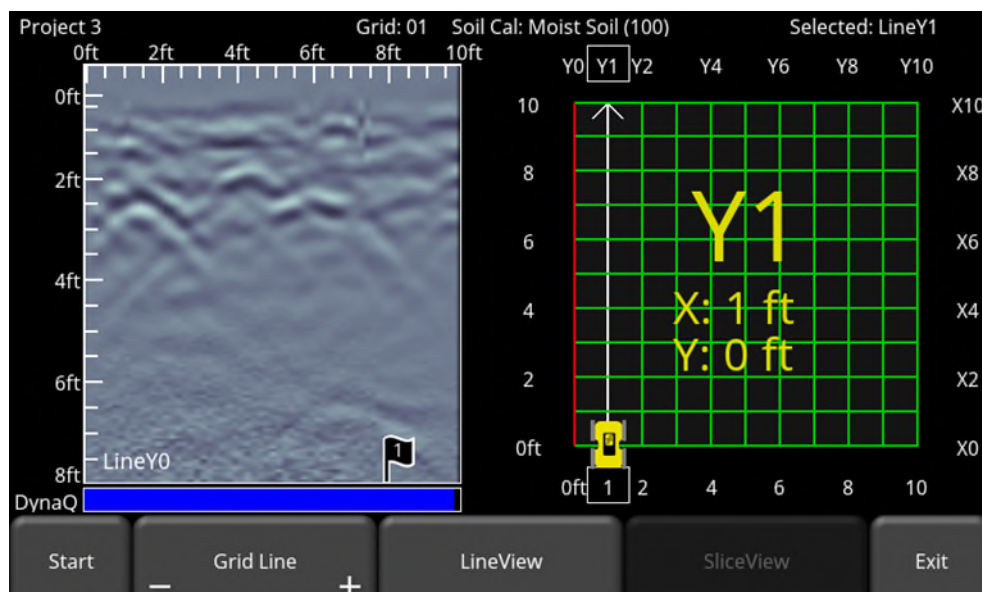 Project 3 Grid: 01 Soil Cal: Moist Soil (100) Selected: LineY1
0ft 2ft 4ft 6ft 8ft 10ft
Y0 Y1 Y2 Y4 Y6 Y8 Y10
0ft
2ft
4ft
6ft
8ft
LineY0
1
DynaQ
10 X10
8 X8
6 X6
4 X4
2 X2
0ft X0
Y1
X: 1 ft
Y: 0 ft
0ft 1 2 4 6 8 10
Start − Grid Line + LineView SliceView Exit